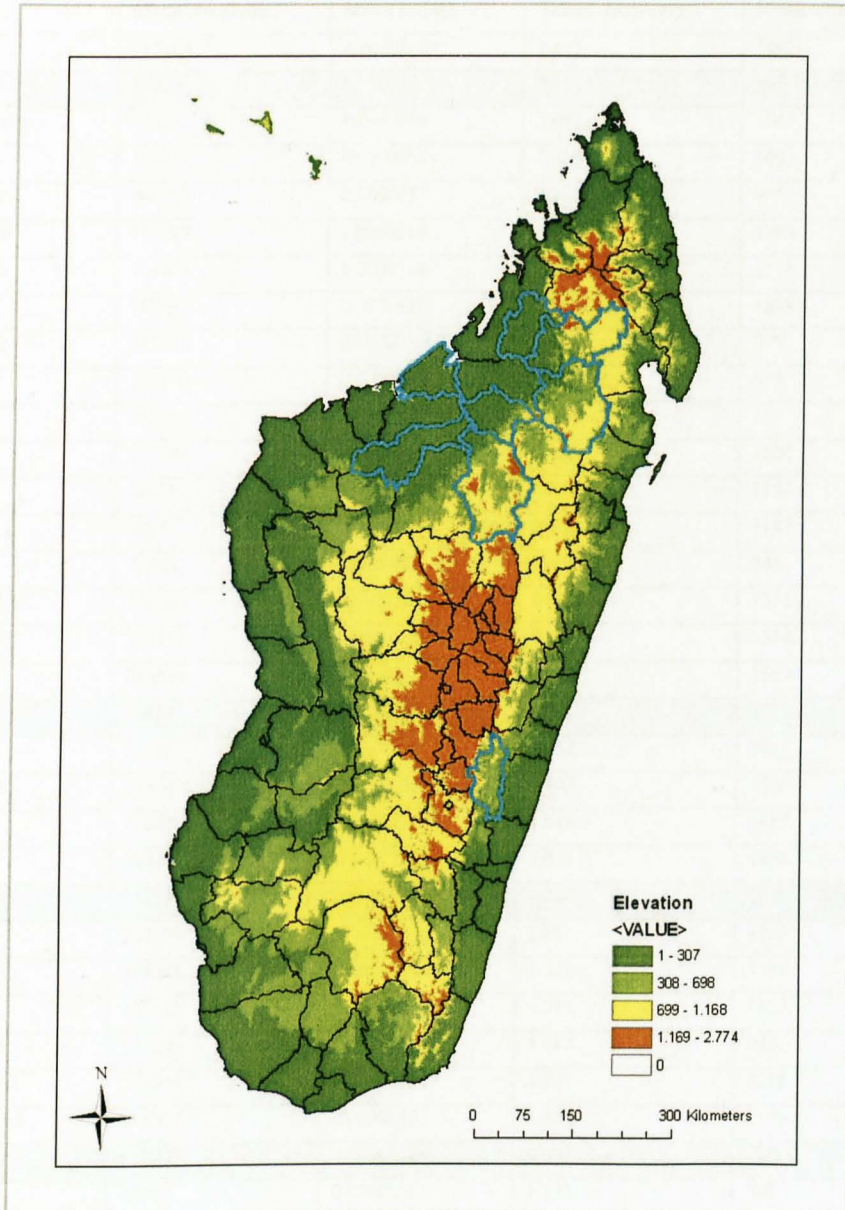 Elevation
<VALUE>
1 - 307
308 - 698
699 - 1.168
1.169 - 2.774
0
N
0 75 150 300 Kilometers